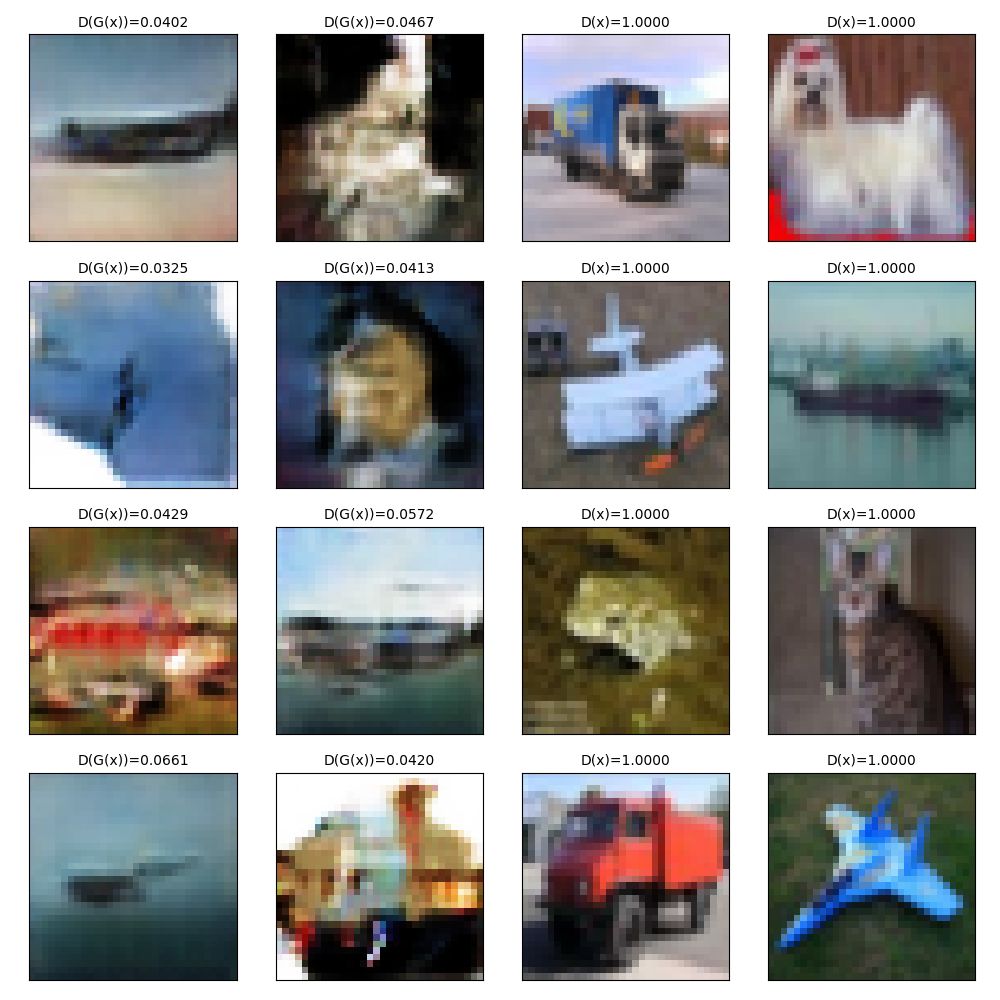 D(G(x))=0.0402
D(G(x))=0.0467
D(x)=1.0000
D(x)=1.0000
D(G(x))=0.0325
D(G(x))=0.0413
D(x)=1.0000
D(x)=1.0000
D(G(x))=0.0429
D(G(x))=0.0572
D(x)=1.0000
D(x)=1.0000
D(G(x))=0.0661
D(G(x))=0.0420
D(x)=1.0000
D(x)=1.0000